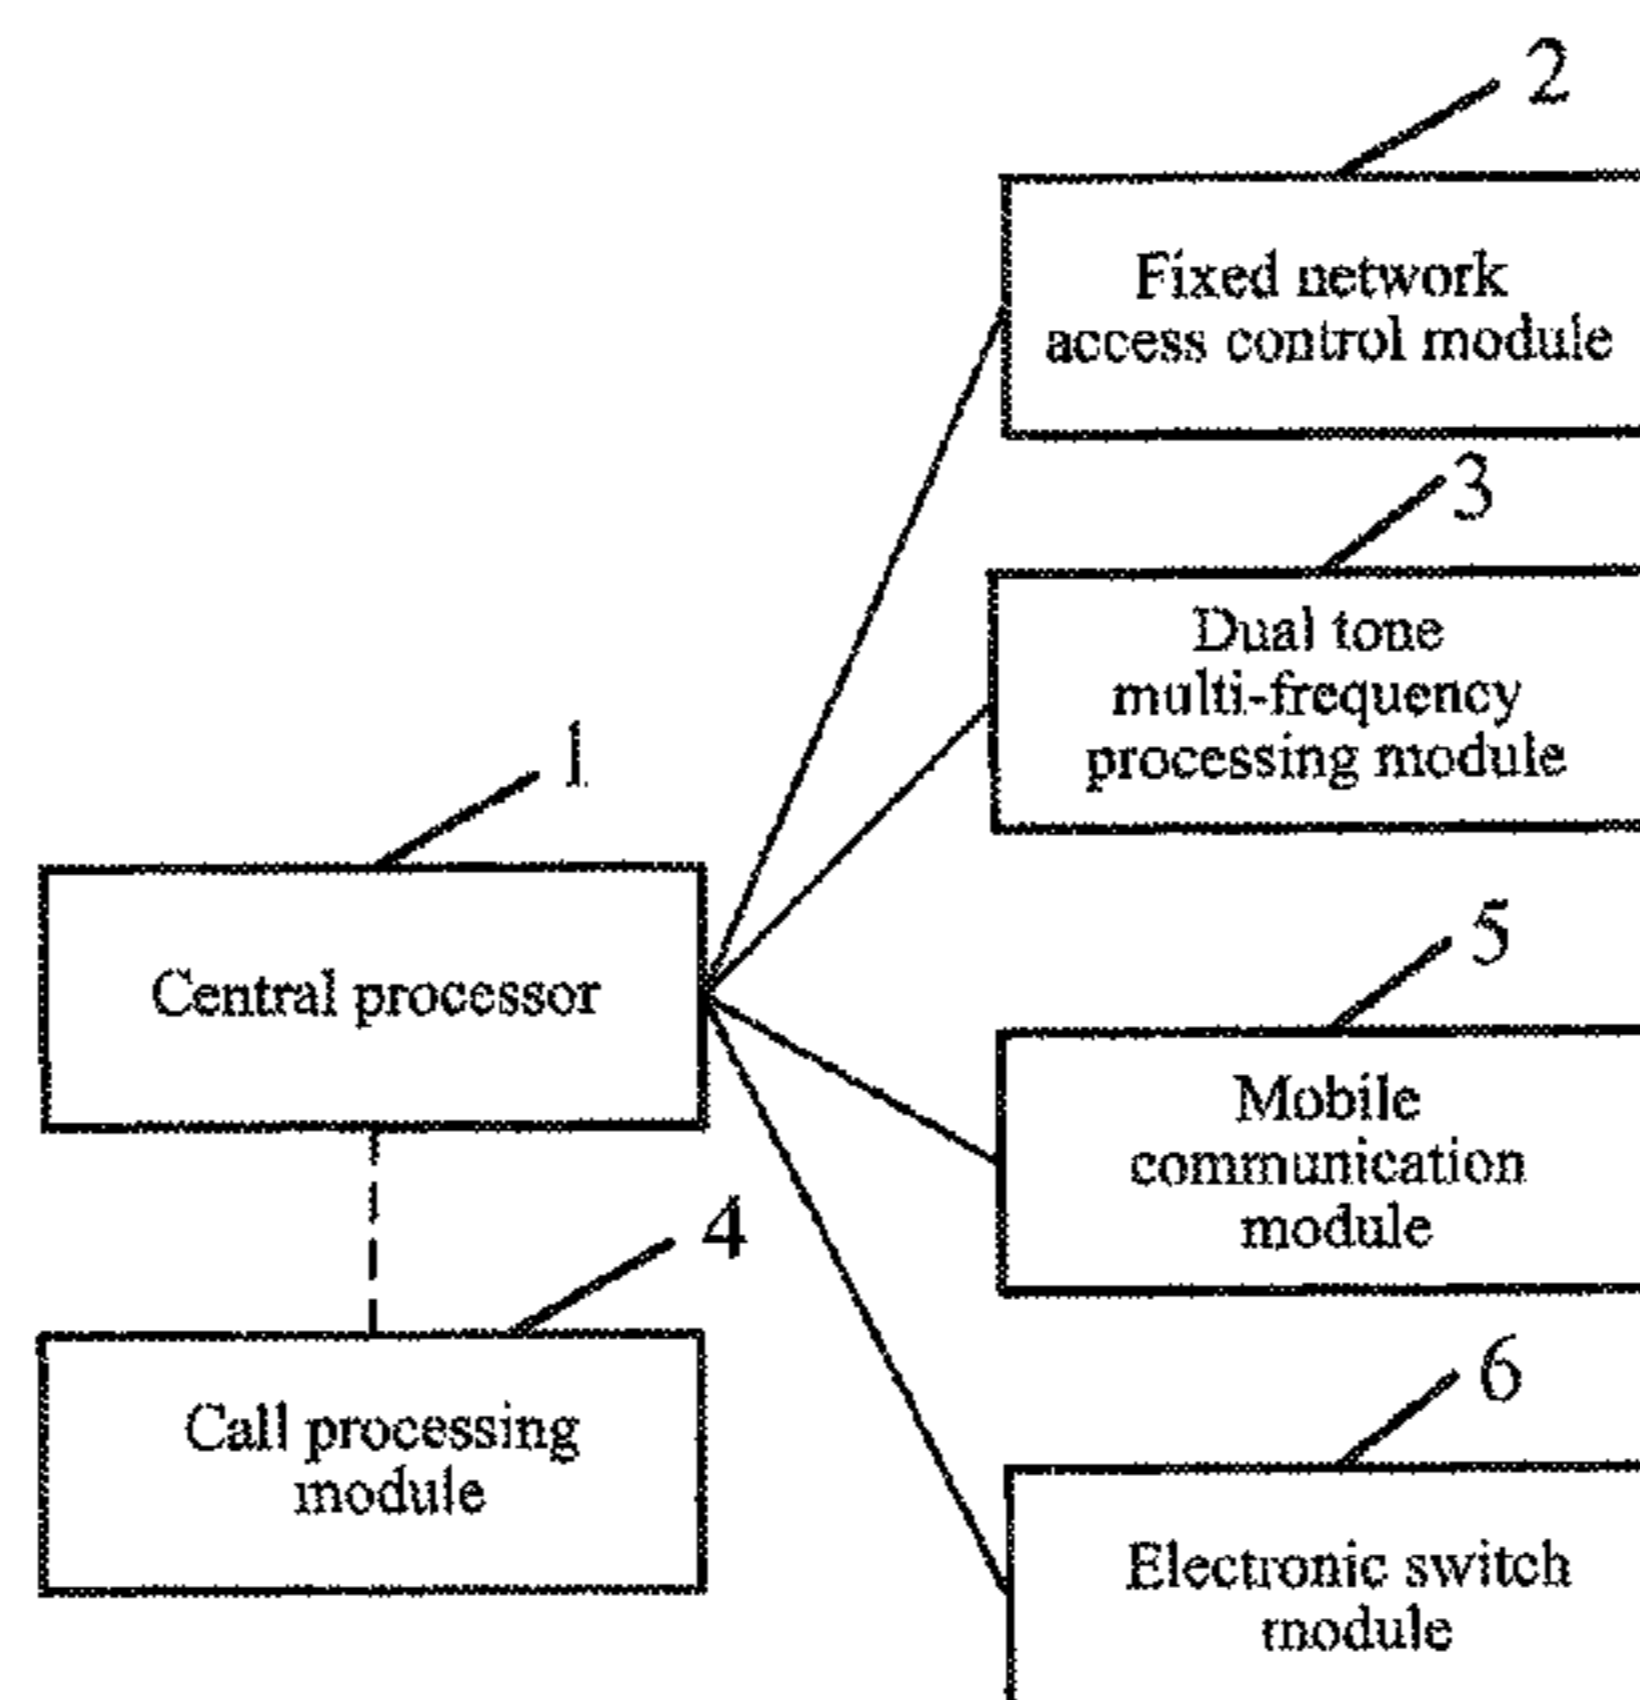 2
Fixed network
access control module
3
Dual tone
multi-frequency
processing module
1
Central processor
5
Mobile
communication
module
4
Call processing
module
6
Electronic switch
module